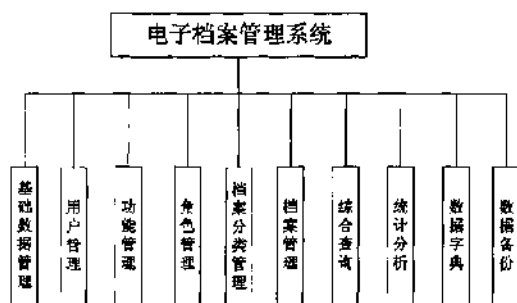 电子档案管理系统
基础数据管理
用户管理
功能管理
角色管理
档案分类管理
档案管理
综合查询
统计分析
数据字典
数据备份